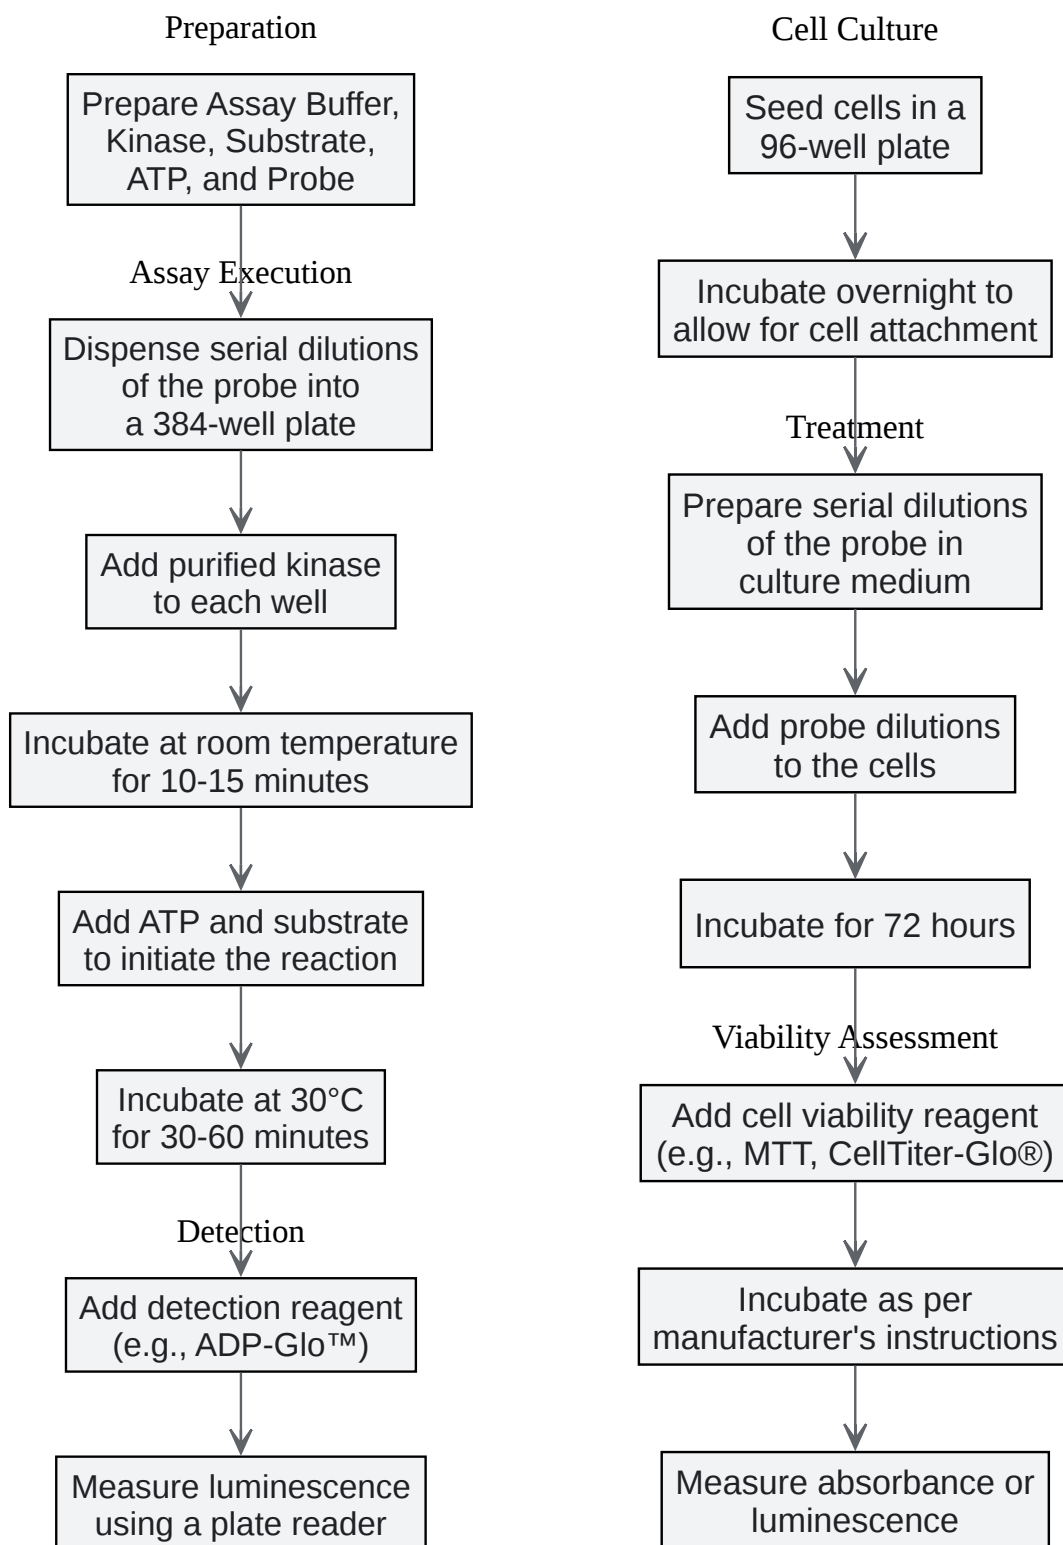 Preparation
Prepare Assay Buffer,
Kinase, Substrate,
ATP, and Probe
Assay Execution
Dispense serial dilutions
of the probe into
a 384-well plate
Add purified kinase
to each well
Incubate at room temperature
for 10-15 minutes
Add ATP and substrate
to initiate the reaction
Incubate at 30°C
for 30-60 minutes
Detection
Add detection reagent
(e.g., ADP-Glo™)
Measure luminescence
using a plate reader
Cell Culture
Seed cells in a
96-well plate
Incubate overnight to
allow for cell attachment
Treatment
Prepare serial dilutions
of the probe in
culture medium
Add probe dilutions
to the cells
Incubate for 72 hours
Viability Assessment
Add cell viability reagent
(e.g., MTT, CellTiter-Glo®)
Incubate as per
manufacturer's instructions
Measure absorbance or
luminescence